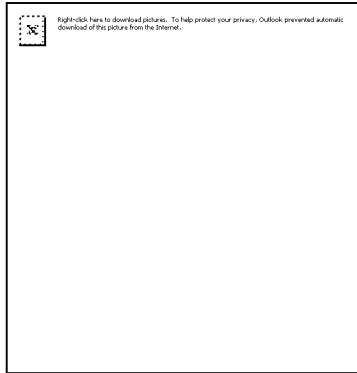 Right-click here to download pictures. To help protect your privacy, Outlook prevented automatic
download of this picture from the Internet.